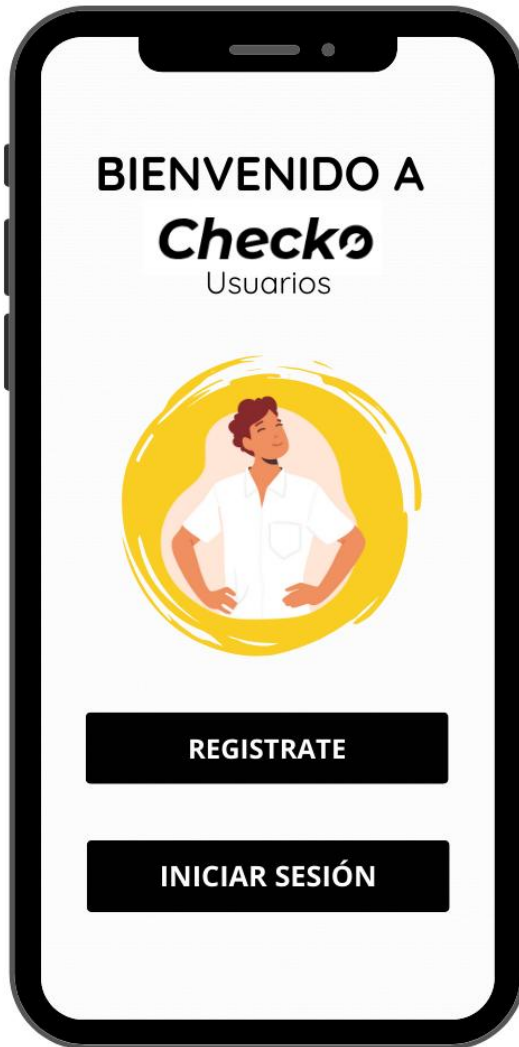 BIENVENIDO A
Checko
Usuarios
REGISTRATE
INICIAR SESIÓN